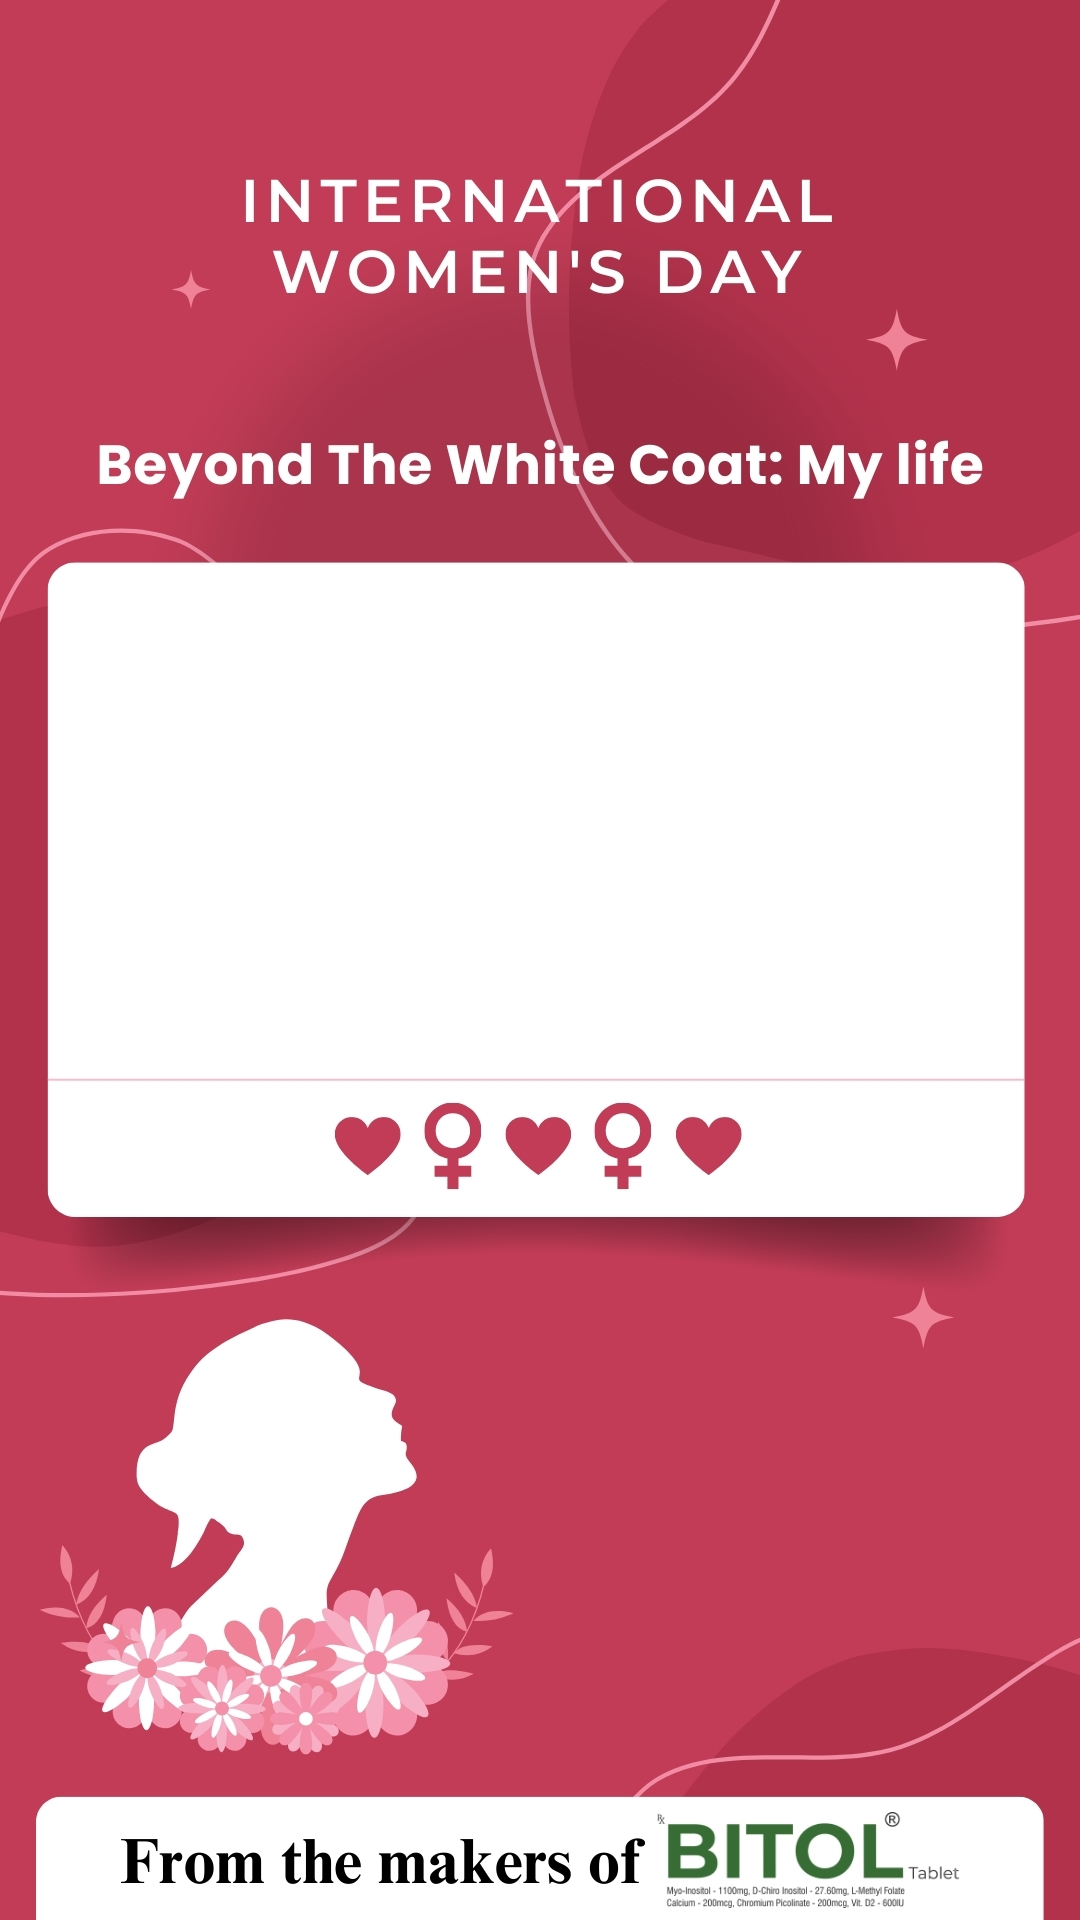 INTERNATIONAL
WOMEN'S DAY
Beyond The White Coat: My life
From the makers of
Rx
BITOL®
Tablet
Myo-Inositol - 1100mg, D-Chiro Inositol - 27.60mg, L-Methyl Folate
Calcium - 200mcg, Chromium Picolinate - 200mcg, Vit. D2 - 600IU